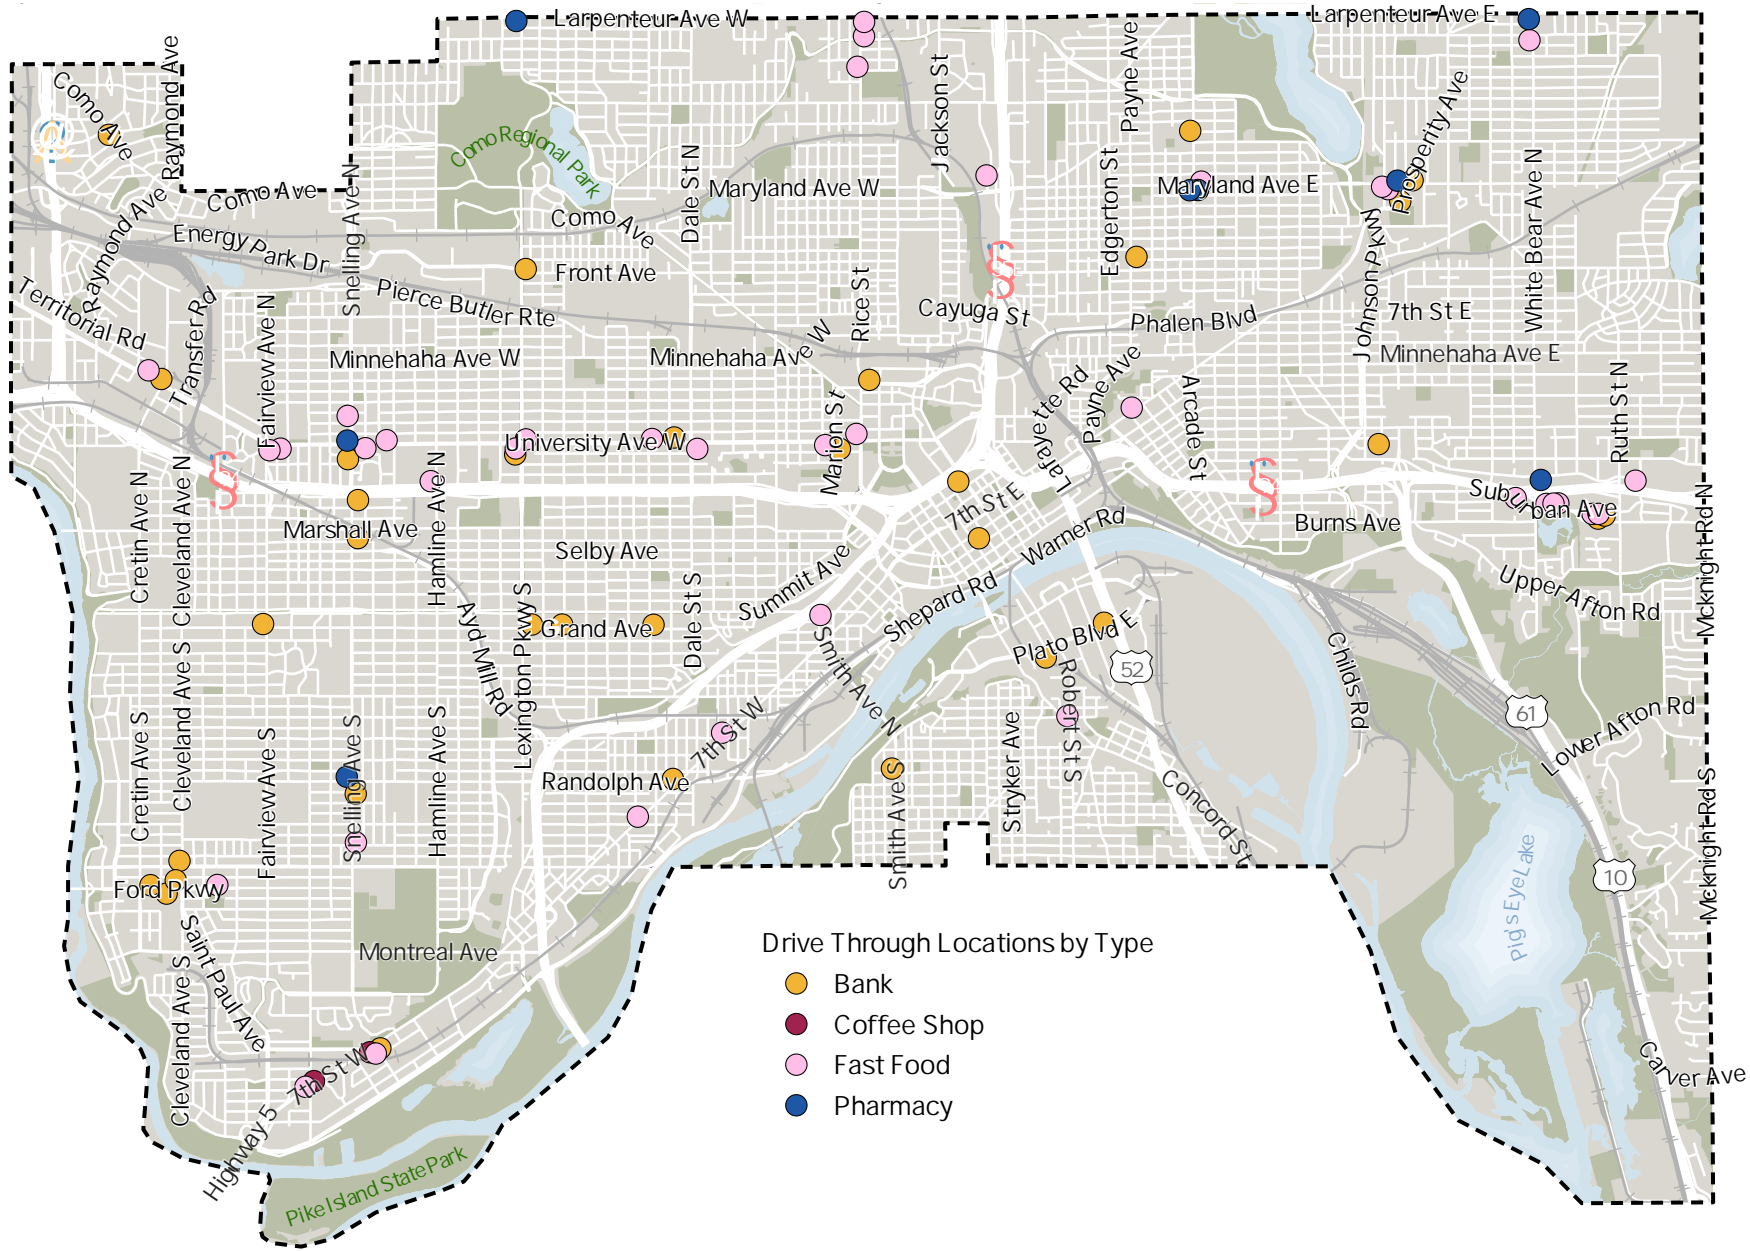 Larpenteur Ave W
Larpenteur Ave E
Como Ave
Raymond Ave
Como Regional Park
Jackson St
Payne Ave
Prosperity Ave
Maryland Ave W
Maryland Ave E
Dale St N
Edgerton St
White Bear Ave N
Snelling Ave N
Como Ave
Raymond Ave
Como Ave
Energy Park Dr
Front Ave
Territorial Rd
Transfer Rd
Pierce Butler Rte
Rice St
Cayuga St
Phalen Blvd
Johnson Pkwy
7th St E
Fairview Ave N
Minnehaha Ave W
Minnehaha Ave W
Minnehaha Ave E
Lafayette Rd
Payne Ave
Arcade St
Ruth St N
Marion St
University Ave W
Cretin Ave N
Cleveland Ave N
Hamline Ave N
Marshall Ave
Selby Ave
7th St E
Warner Rd
Burns Ave
Suburban Ave
Mcknight Rd N
Upper Afton Rd
Summit Ave
Shepard Rd
Grand Ave
Dale St S
Lexington Pkwy S
Ayd Mill Rd
Smith Ave N
Plato Blvd E
52
Robert St S
Childs Rd
61
Lower Afton Rd
Cretin Ave S
Cleveland Ave S
Fairview Ave S
Snelling Ave S
Hamline Ave S
7th St W
Randolph Ave
Smith Ave S
Stryker Ave
Concord St
Mcknight Rd S
Pig's Eye Lake
10
Ford Pkwy
Saint Paul Ave
Montreal Ave
Cleveland Ave S
7th St W
Highway 5
Pike Island State Park
Carver Ave
Drive Through Locations by Type
Bank
Coffee Shop
Fast Food
Pharmacy